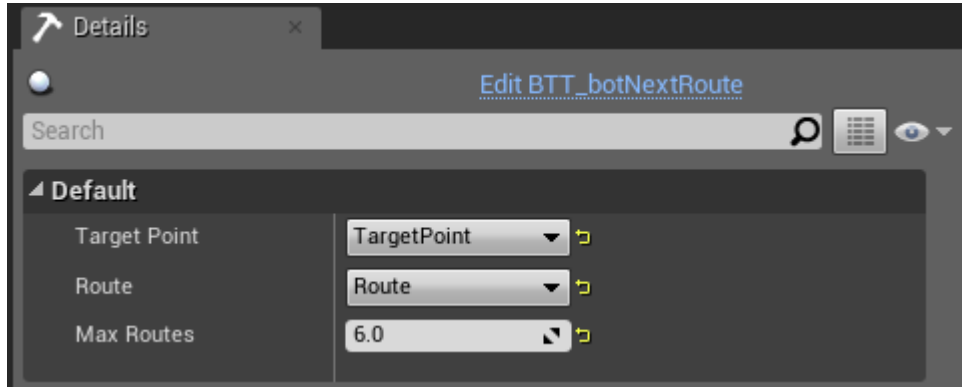 Details
Edit BTT_botNextRoute
Search
Default
Target Point TargetPoint
Route Route
Max Routes 6.0